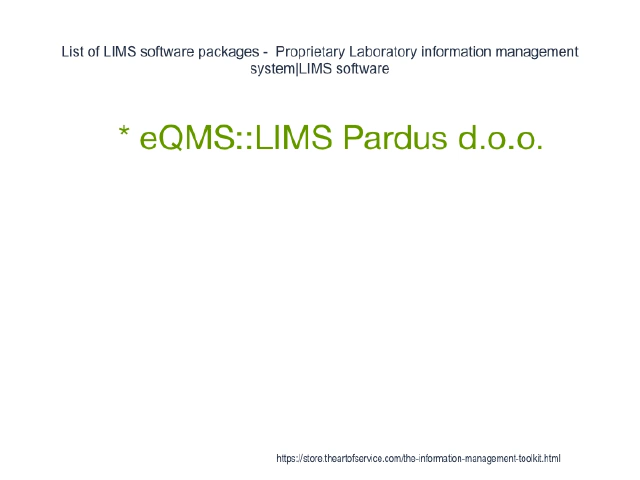 List of LIMS software packages -  Proprietary Laboratory information management
system|LIMS software
* eQMS::LIMS Pardus d.o.o.
https://store.theartofservice.com/the-information-management-toolkit.html